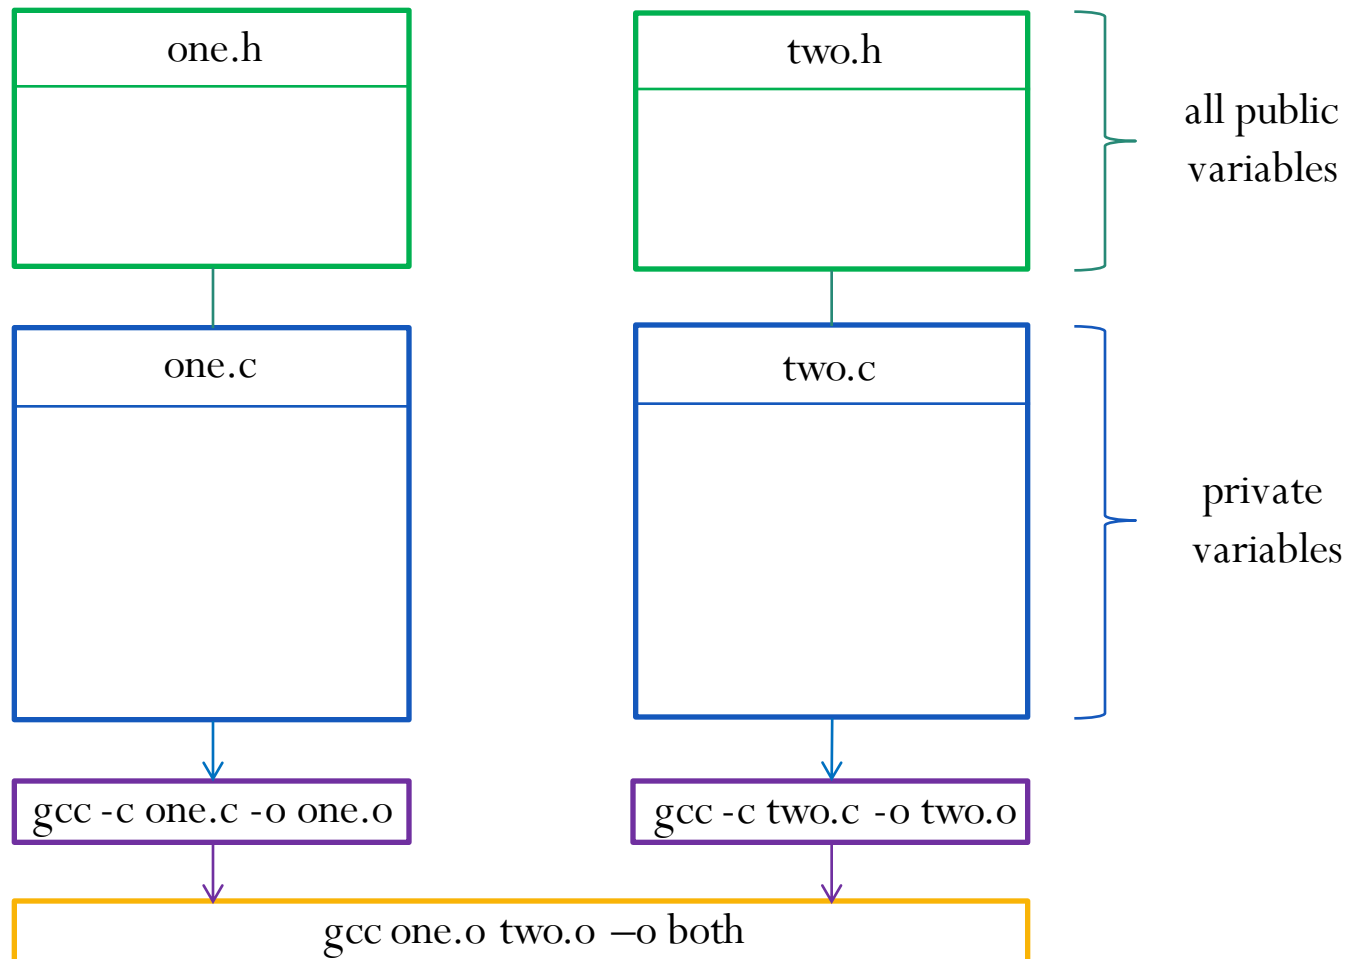 one.h
two.h
all public
variables
one.c
two.c
private
variables
gcc -c one.c -o one.o
gcc -c two.c -o two.o
gcc one.o two.o –o both